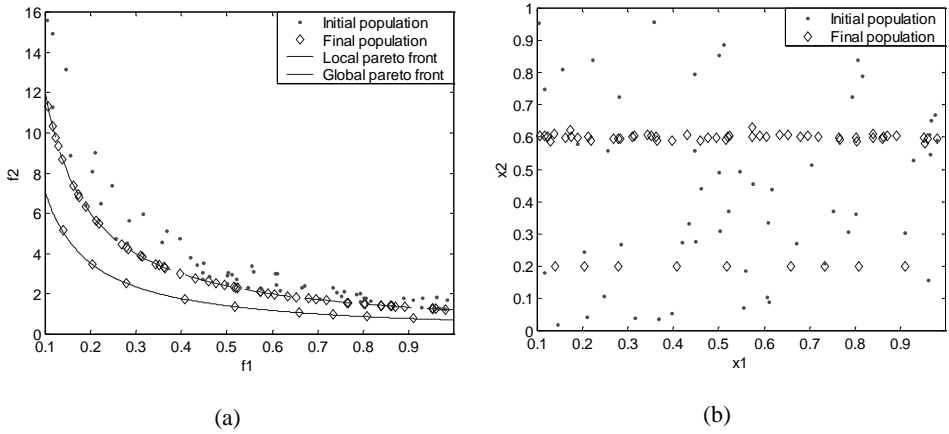 16
14
12
10
8
6
4
2
0
f2
0.1 0.2 0.3 0.4 0.5 0.6 0.7 0.8 0.9
f1
Initial population
Final population
Local pareto front
Global pareto front
(a)
1
0.9
0.8
0.7
0.6
0.5
0.4
0.3
0.2
0.1
0
x2
0.1 0.2 0.3 0.4 0.5 0.6 0.7 0.8 0.9
x1
Initial population
Final population
(b)